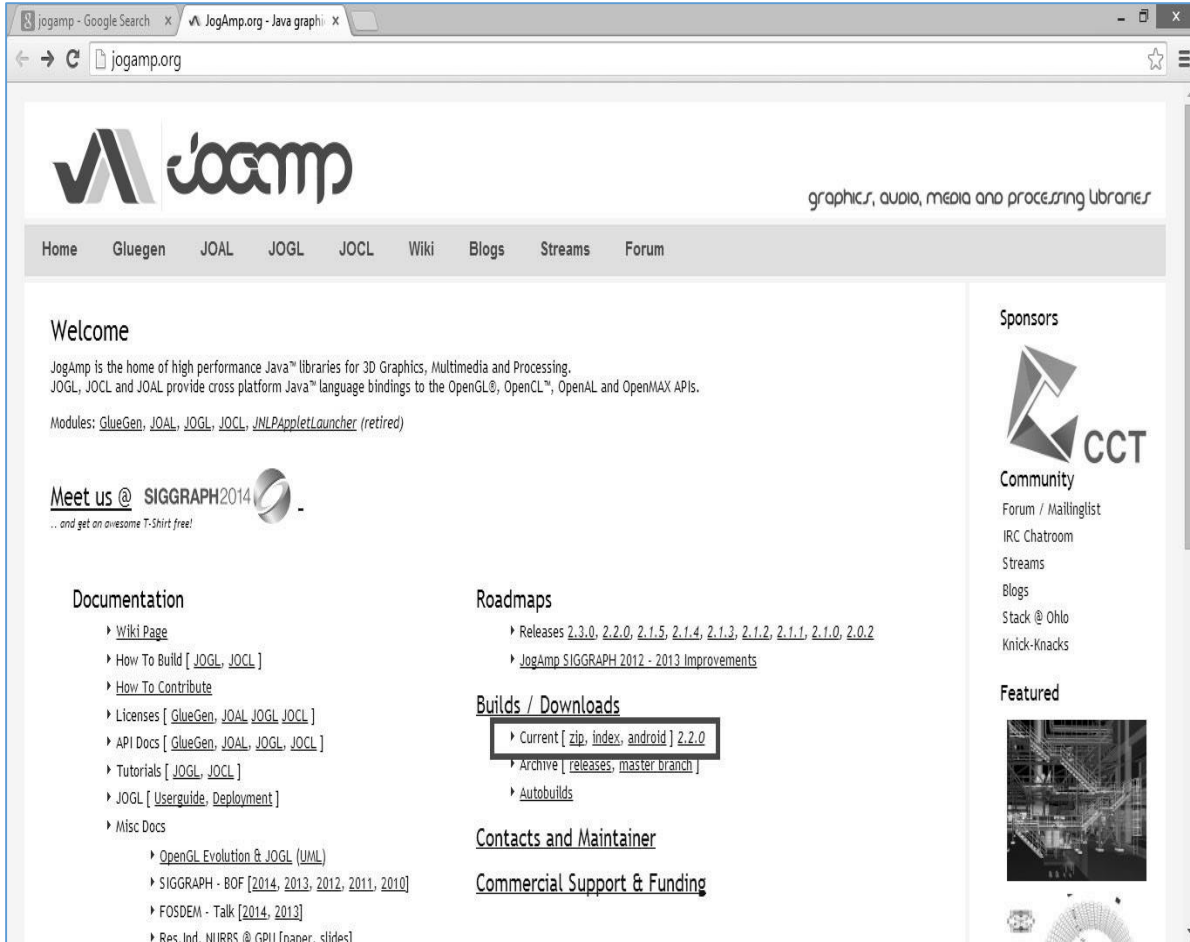 jogamp - Google Search
JogAmp.org - Java graphi
jogamp.org
Jogamp
graphics, audio, media and processing libraries
Home Gluegen JOAL JOGL JOCL Wiki Blogs Streams Forum
Welcome
JogAmp is the home of high performance Java™ libraries for 3D Graphics, Multimedia and Processing.
JOGL, JOCL and JOAL provide cross platform Java™ language bindings to the OpenGL®, OpenCL™, OpenAL and OpenMAX APIs.
Modules: GlueGen, JOAL, JOGL, JOCL, JNLPAppletLauncher (retired)
Meet us @ SIGGRAPH2014
.. and get an awesome T-Shirt free!
Documentation
Wiki Page
How To Build [ JOGL, JOCL ]
How To Contribute
Licenses [ GlueGen, JOAL JOGL JOCL ]
API Docs [ GlueGen, JOAL, JOGL, JOCL ]
Tutorials [ JOGL, JOCL ]
JOGL [ Userguide, Deployment ]
Misc Docs
OpenGL Evolution & JOGL (UML)
SIGGRAPH - BOF [2014, 2013, 2012, 2011, 2010]
FOSDEM - Talk [2014, 2013]
Res.Ind. NURBS @ GPU [paper, slides]
Roadmaps
Releases 2.3.0, 2.2.0, 2.1.5, 2.1.4, 2.1.3, 2.1.2, 2.1.1, 2.1.0, 2.0.2
JogAmp SIGGRAPH 2012 - 2013 Improvements
Builds / Downloads
Current [ zip, index, android ] 2.2.0
Archive [ releases, master branch ]
Autobuilds
Contacts and Maintainer
Commercial Support & Funding
Sponsors
CCT
Community
Forum / Mailinglist
IRC Chatroom
Streams
Blogs
Stack @ Ohlo
Knick-Knacks
Featured